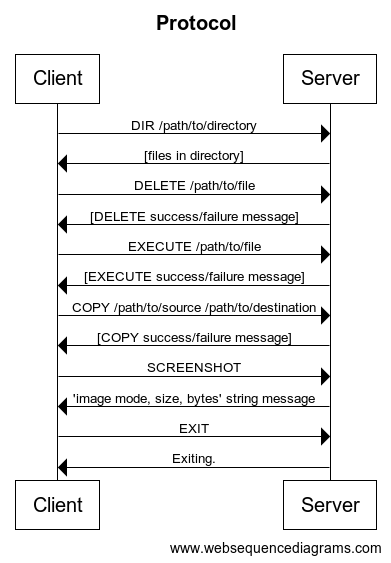 Protocol
Client Server
DIR /path/to/directory
[files in directory]
DELETE /path/to/file
[DELETE success/failure message]
EXECUTE /path/to/file
[EXECUTE success/failure message]
COPY /path/to/source /path/to/destination
[COPY success/failure message]
SCREENSHOT
'image mode, size, bytes' string message
EXIT
Exiting.
Client Server
www.websequencediagrams.com